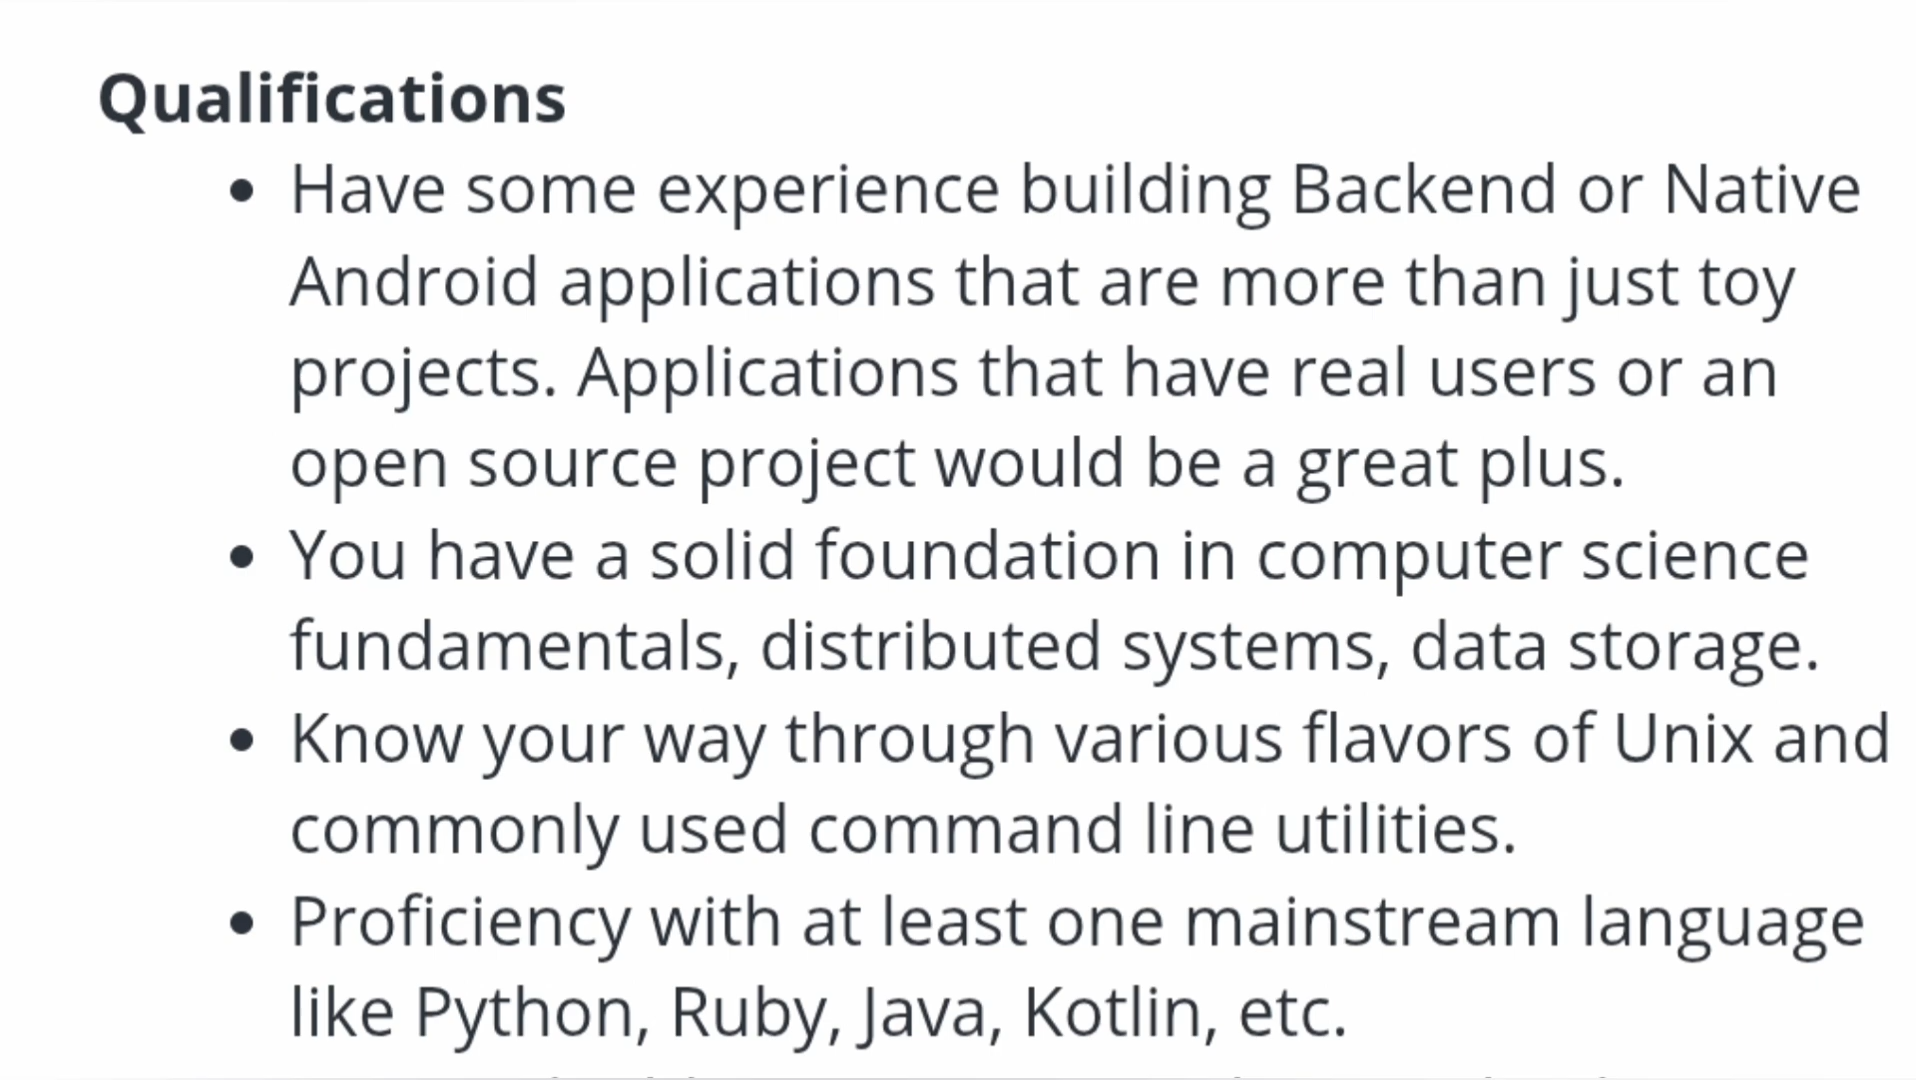 Qualifications
• Have some experience building Backend or Native
Android applications that are more than just toy
projects. Applications that have real users or an
open source project would be a great plus.
• You have a solid foundation in computer science
fundamentals, distributed systems, data storage.
• Know your way through various flavors of Unix and
commonly used command line utilities.
• Proficiency with at least one mainstream language
like Python, Ruby, Java, Kotlin, etc.